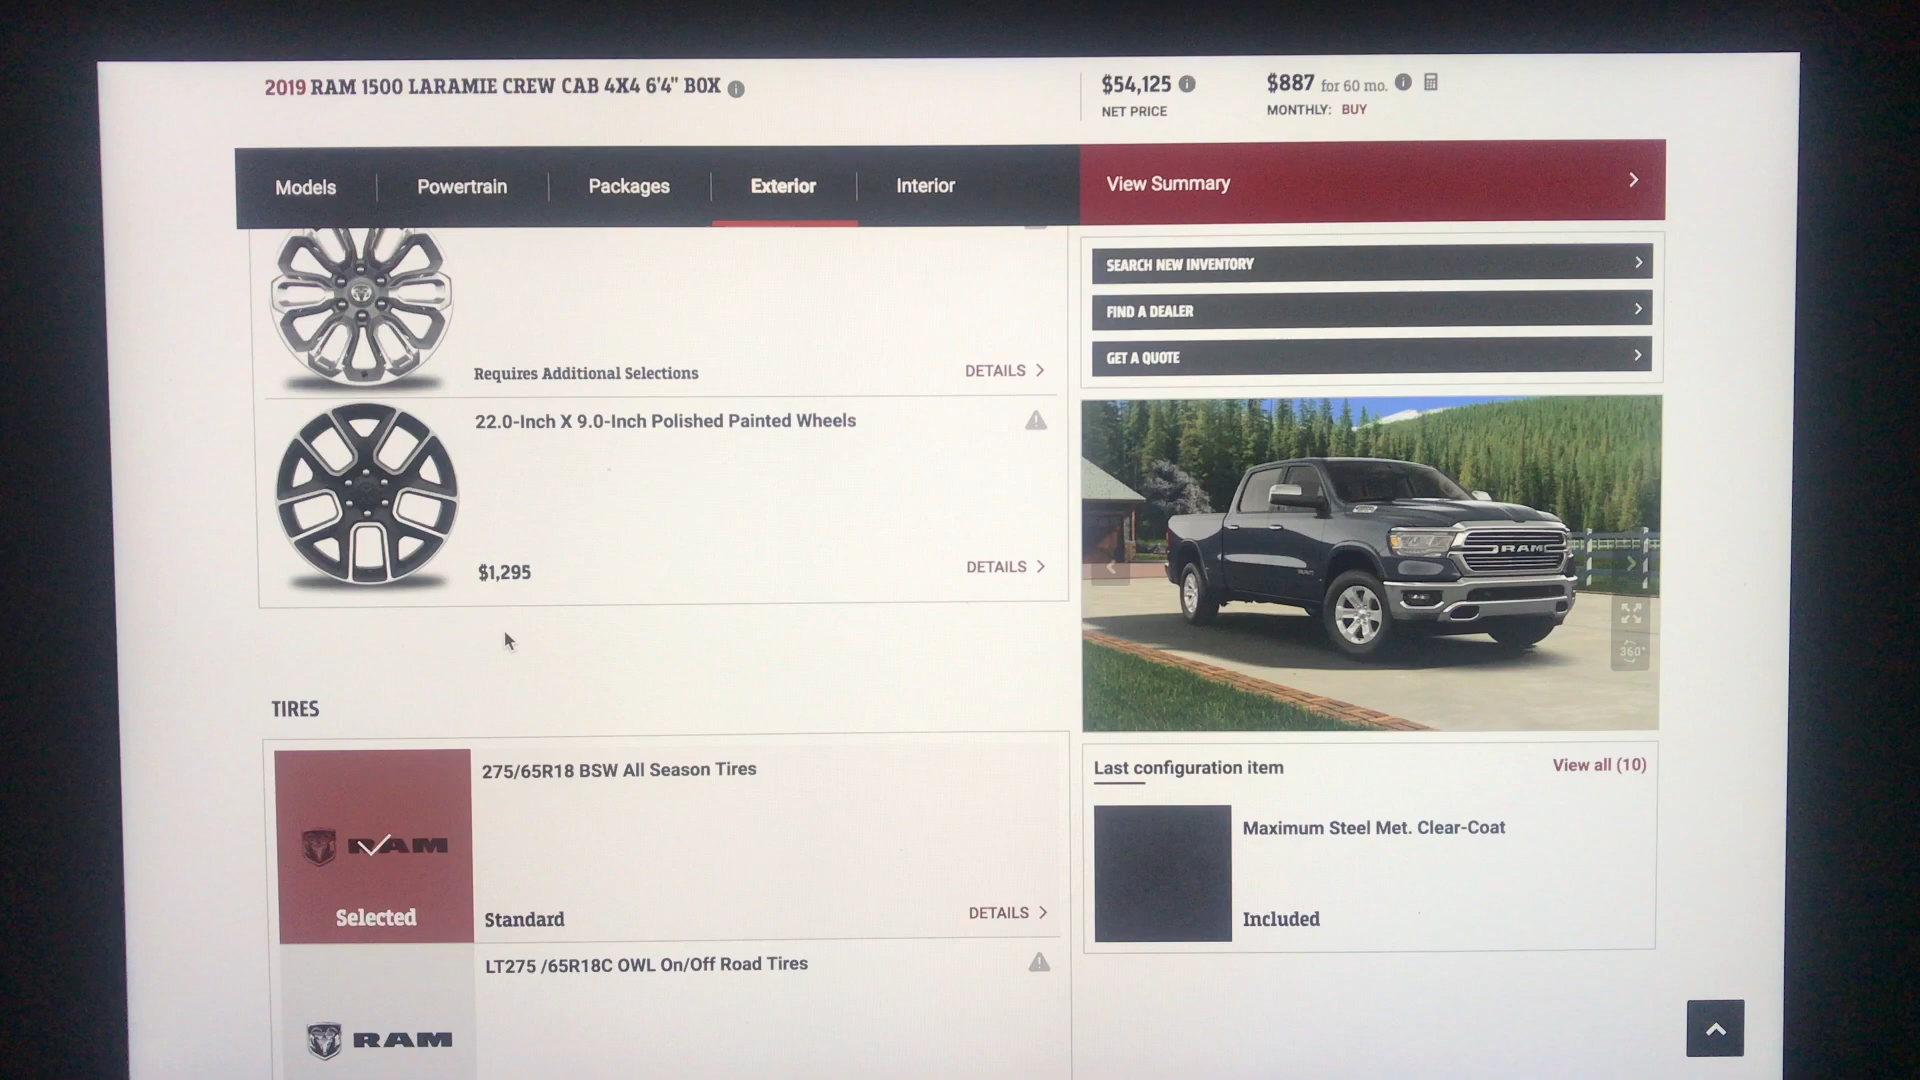 2019 RAM 1500 LARAMIE CREW CAB 4X4 6'4" BOX
$54,125
NET PRICE
$887 for 60 mo.
MONTHLY: BUY
Models
Powertrain
Packages
Exterior
Interior
View Summary
Requires Additional Selections
DETAILS
22.0-Inch X 9.0-Inch Polished Painted Wheels
$1,295
DETAILS
TIRES
275/65R18 BSW All Season Tires
RAM
Selected
Standard
DETAILS
LT275 /65R18C OWL On/Off Road Tires
RAM
SEARCH NEW INVENTORY
FIND A DEALER
GET A QUOTE
RAM
360°
Last configuration item
View all (10)
Maximum Steel Met. Clear-Coat
Included